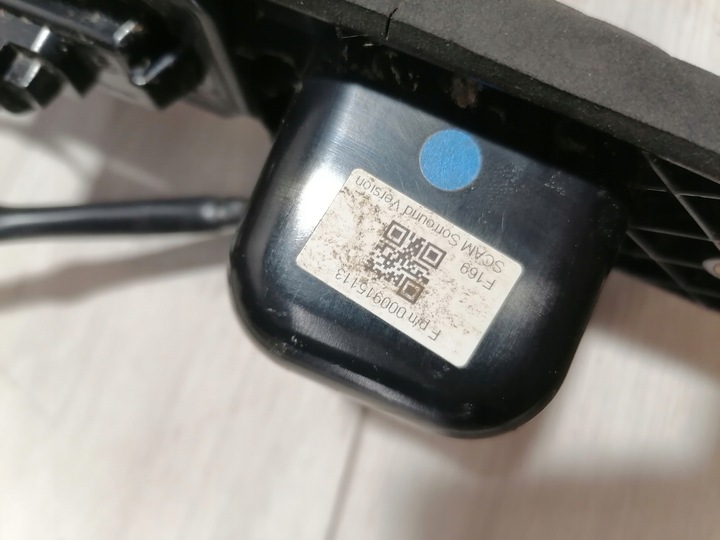 F p/n 000915113
F169
SCAM Sorround Version